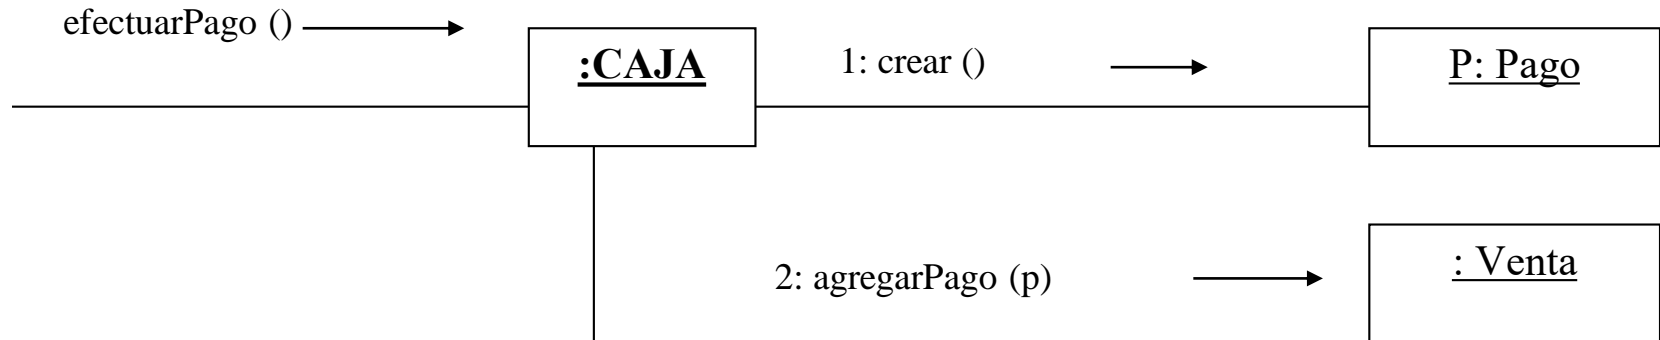 efectuarPago ()
:CAJA
1: crear ()
P: Pago
2: agregarPago (p)
: Venta